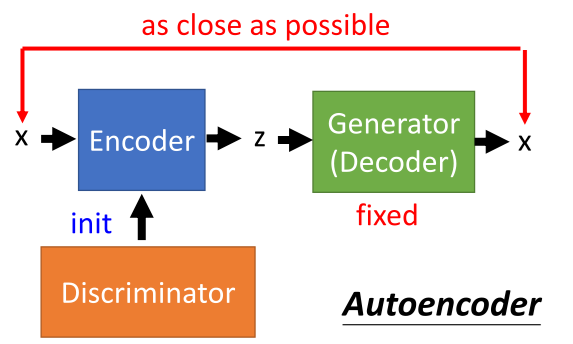 as close as possible
x
Encoder
z
Generator
(Decoder)
x
init
fixed
Discriminator
Autoencoder